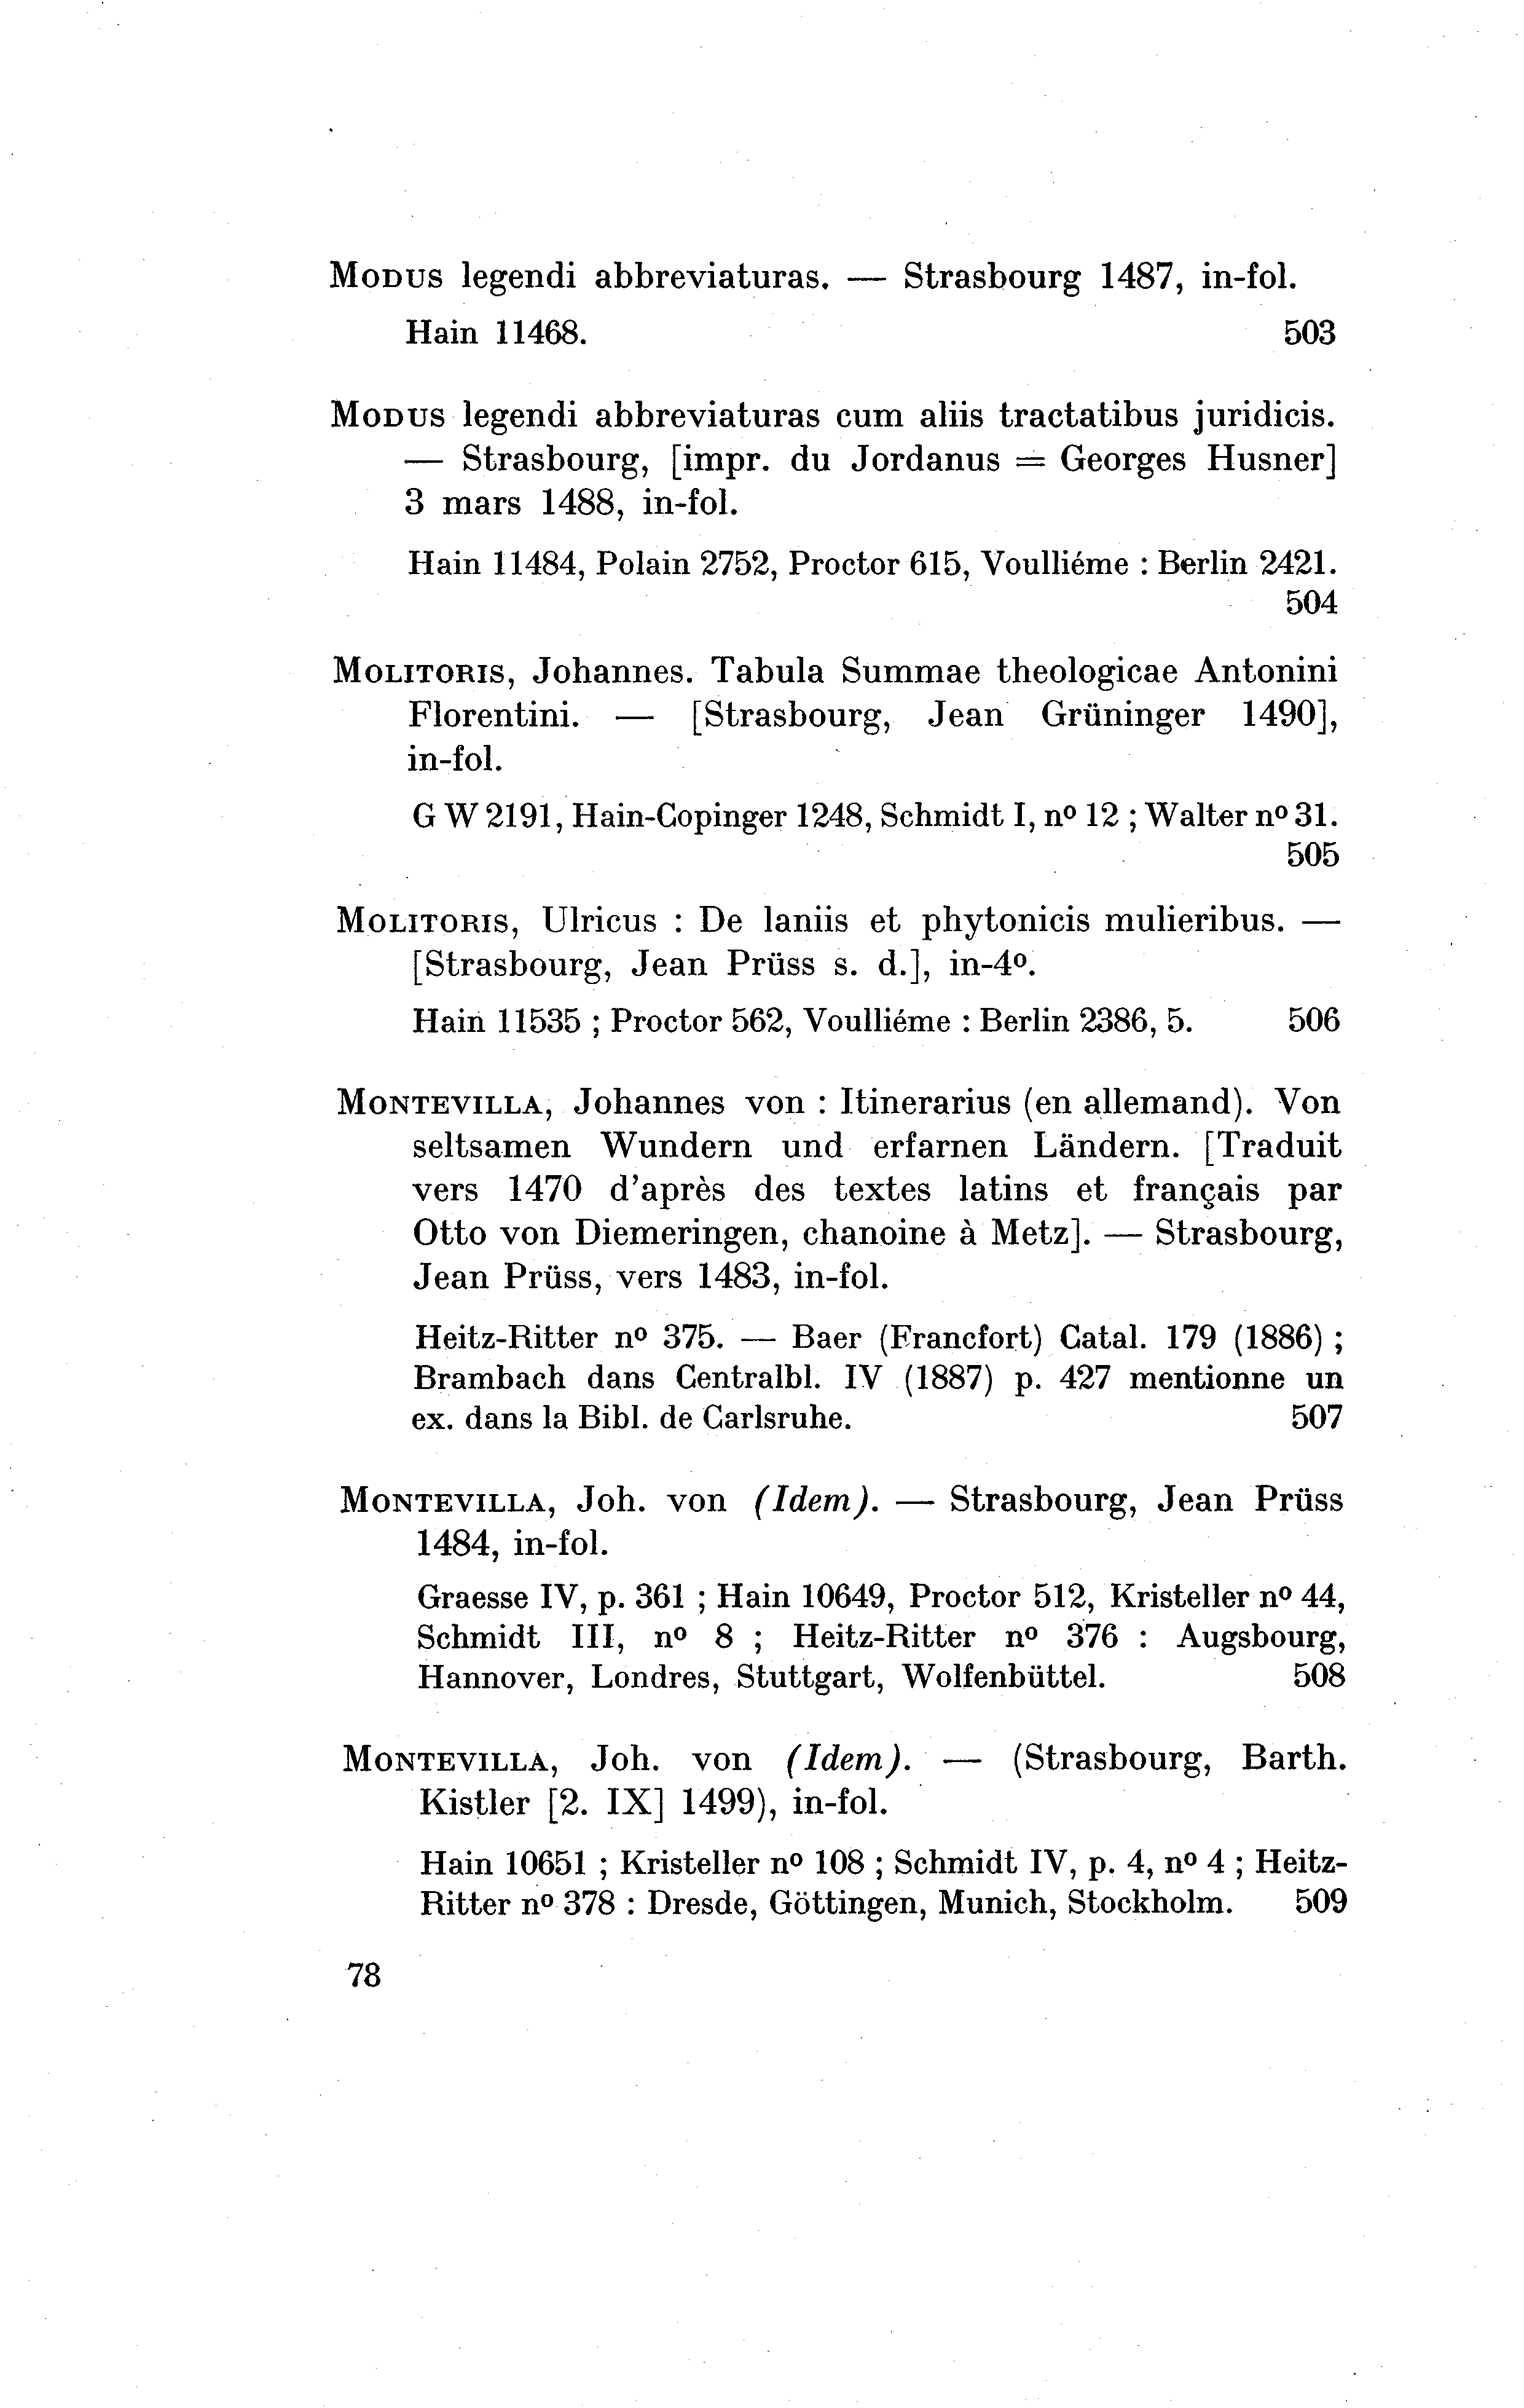 Modus legendi abbreviaturas. — Strasbourg 1487, in-fol.
Hain 11468. 503
Modus legendi abbreviaturas cum aliis tractatibus juridicis.
— Strasbourg, [impr. du Jordanus = Georges Husner]
3 mars 1488, in-fol.
Hain 11484, Polain 2752, Proctor 615, Voulliéme : Berlin 2421.
504
Molitoris, Johannes. Tabula Summae theologicae Antonini
Florentini. — [Strasbourg, Jean Grüninger 1490],
in-fol.
G W 2191, Hain-Copinger 1248, Schmidt I, nº 12 ; Walter nº 31.
505
Molitoris, Ulricus : De laniis et phytonicis mulieribus. —
[Strasbourg, Jean Prüss s. d.], in-4º.
Hain 11535 ; Proctor 562, Voulliéme : Berlin 2386, 5. 506
Montevilla, Johannes von : Itinerarius (en allemand). Von
seltsamen Wundern und erfarnen Ländern. [Traduit
vers 1470 d'après des textes latins et français par
Otto von Diemeringen, chanoine à Metz]. — Strasbourg,
Jean Prüss, vers 1483, in-fol.
Heitz-Ritter nº 375. — Baer (Francfort) Catal. 179 (1886) ;
Brambach dans Centralbl. IV (1887) p. 427 mentionne un
ex. dans la Bibl. de Carlsruhe. 507
Montevilla, Joh. von (Idem). — Strasbourg, Jean Prüss
1484, in-fol.
Graesse IV, p. 361 ; Hain 10649, Proctor 512, Kristeller nº 44,
Schmidt III, nº 8 ; Heitz-Ritter nº 376 : Augsbourg,
Hannover, Londres, Stuttgart, Wolfenbüttel. 508
Montevilla, Joh. von (Idem). — (Strasbourg, Barth.
Kistler [2. IX] 1499), in-fol.
Hain 10651 ; Kristeller nº 108 ; Schmidt IV, p. 4, nº 4 ; Heitz-
Ritter nº 378 : Dresde, Göttingen, Munich, Stockholm. 509
78